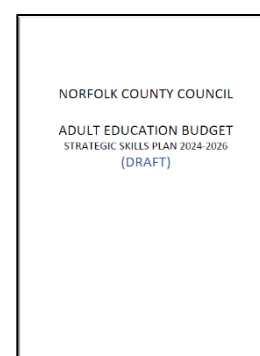 NORFOLK COUNTY COUNCIL
ADULT EDUCATION BUDGET
STRATEGIC SKILLS PLAN 2024-2026
(DRAFT)